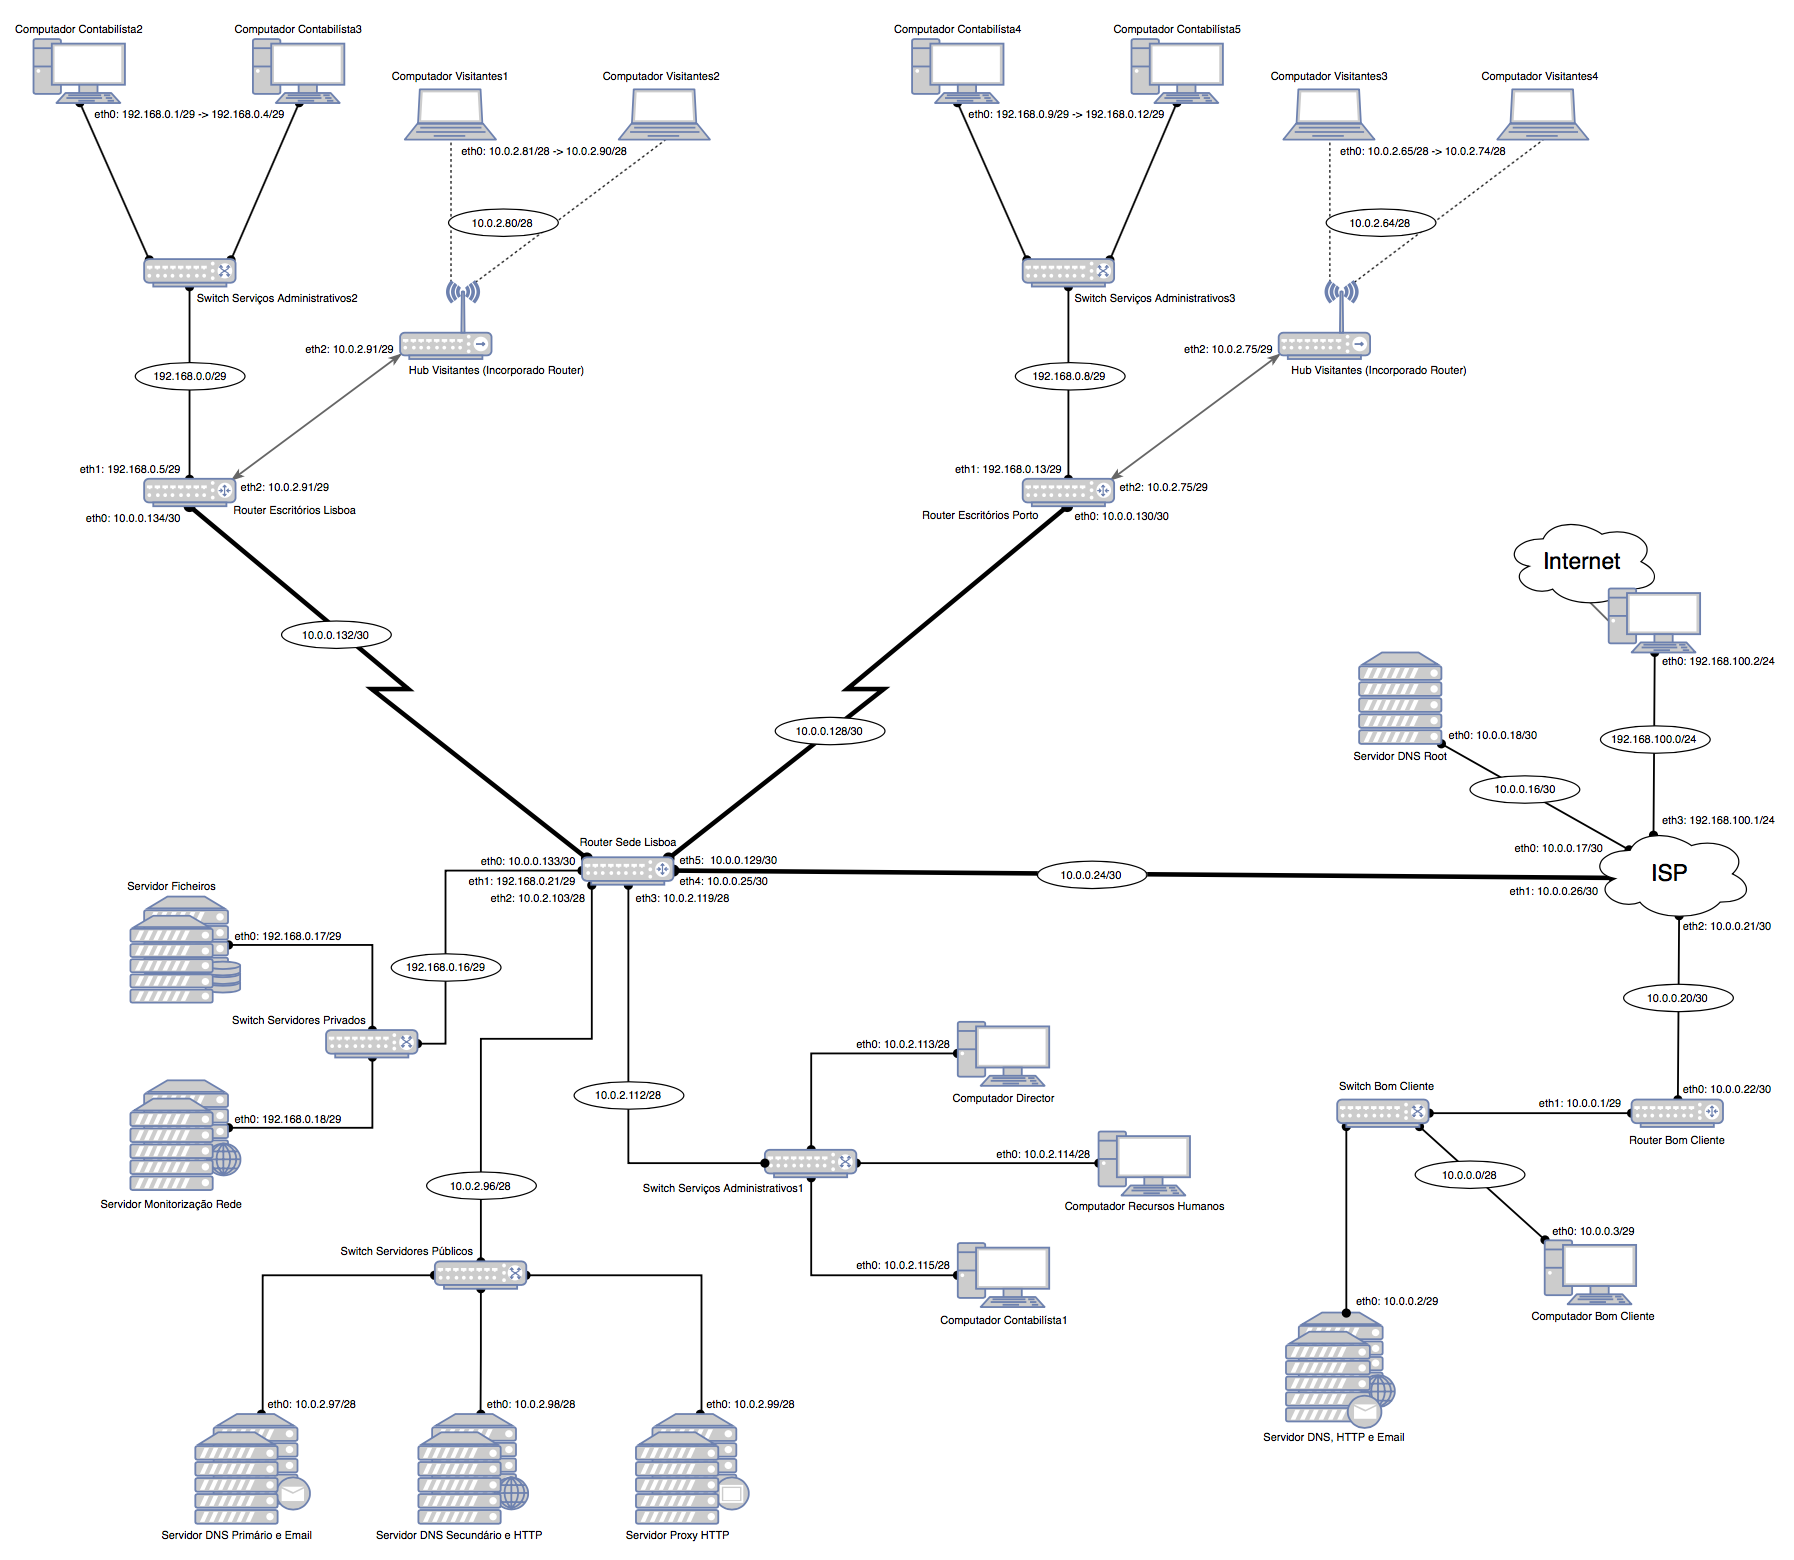 Computador Contabilísta2
Computador Contabilísta3
Computador Contabilísta4
Computador Contabilísta5
Computador Visitantes1
Computador Visitantes2
Computador Visitantes3
Computador Visitantes4
eth0: 192.168.0.1/29 -> 192.168.0.4/29
eth0: 192.168.0.9/29 -> 192.168.0.12/29
eth0: 10.0.2.81/28 -> 10.0.2.90/28
eth0: 10.0.2.65/28 -> 10.0.2.74/28
10.0.2.80/28
10.0.2.64/28
Switch Serviços Administrativos2
Switch Serviços Administrativos3
eth2: 10.0.2.91/29
eth2: 10.0.2.75/29
Hub Visitantes (Incorporado Router)
Hub Visitantes (Incorporado Router)
192.168.0.0/29
192.168.0.8/29
eth1: 192.168.0.5/29
eth1: 192.168.0.13/29
eth2: 10.0.2.91/29
eth2: 10.0.2.75/29
Router Escritórios Lisboa
Router Escritórios Porto
eth0: 10.0.0.134/30
eth0: 10.0.0.130/30
Internet
10.0.0.132/30
eth0: 192.168.100.2/24
10.0.0.128/30
eth0: 10.0.0.18/30
192.168.100.0/24
Servidor DNS Root
10.0.0.16/30
eth3: 192.168.100.1/24
Router Sede Lisboa
eth0: 10.0.0.17/30
eth0: 10.0.0.133/30
eth5: 10.0.0.129/30
10.0.0.24/30
ISP
eth1: 192.168.0.21/29
eth4: 10.0.0.25/30
Servidor Ficheiros
eth1: 10.0.0.26/30
eth2: 10.0.2.103/28
eth3: 10.0.2.119/28
eth2: 10.0.0.21/30
eth0: 192.168.0.17/29
192.168.0.16/29
10.0.0.20/30
Switch Servidores Privados
eth0: 10.0.2.113/28
Switch Bom Cliente
eth0: 10.0.0.22/30
10.0.2.112/28
Computador Director
eth1: 10.0.0.1/29
eth0: 192.168.0.18/29
Router Bom Cliente
eth0: 10.0.2.114/28
10.0.0.0/28
10.0.2.96/28
Switch Serviços Administrativos1
Servidor Monitorização Rede
Computador Recursos Humanos
eth0: 10.0.0.3/29
Switch Servidores Públicos
eth0: 10.0.2.115/28
eth0: 10.0.0.2/29
Computador Bom Cliente
Computador Contabilísta1
eth0: 10.0.2.97/28
eth0: 10.0.2.98/28
eth0: 10.0.2.99/28
Servidor DNS, HTTP e Email
Servidor DNS Primário e Email
Servidor DNS Secundário e HTTP
Servidor Proxy HTTP